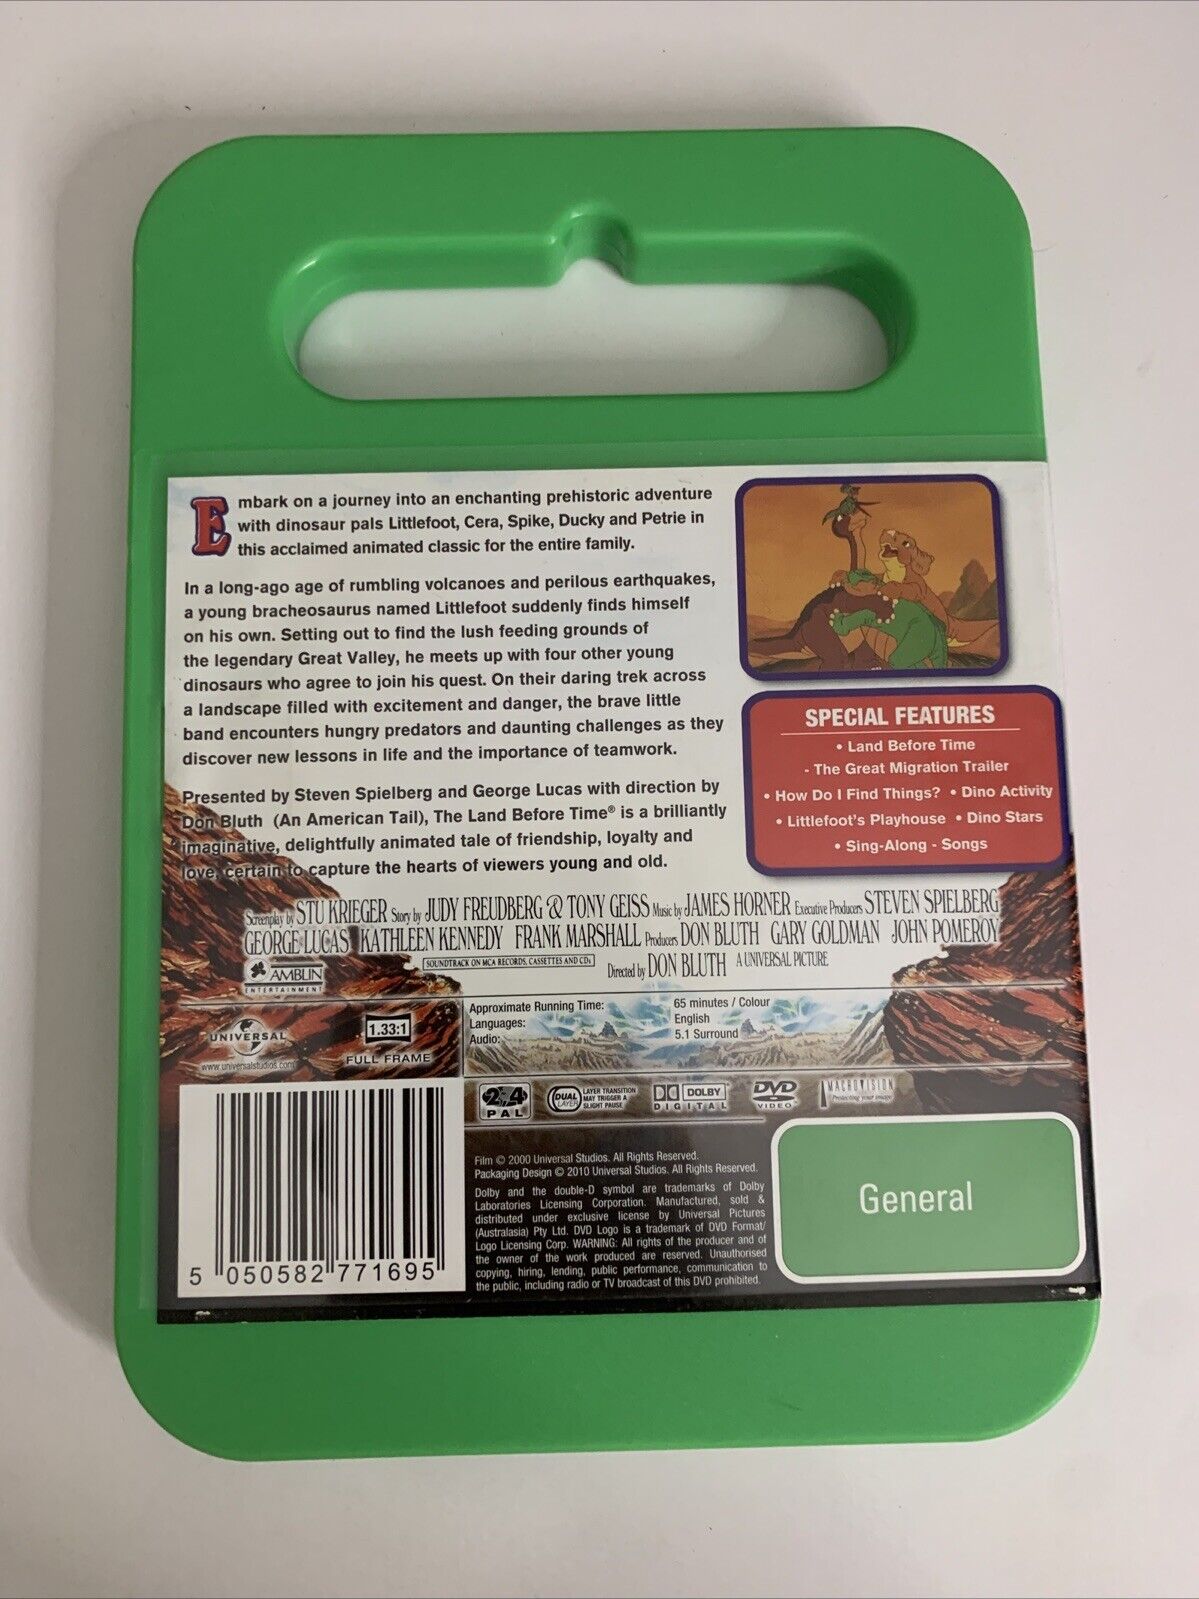 Embark on a journey into an enchanting prehistoric adventure
with dinosaur pals Littlefoot, Cera, Spike, Ducky and Petrie in
this acclaimed animated classic for the entire family.
In a long-ago age of rumbling volcanoes and perilous earthquakes,
a young bracheosaurus named Littlefoot suddenly finds himself
on his own. Setting out to find the lush feeding grounds of
the legendary Great Valley, he meets up with four other young
dinosaurs who agree to join his quest. On their daring trek across
a landscape filled with excitement and danger, the brave little
band encounters hungry predators and daunting challenges as they
discover new lessons in life and the importance of teamwork.
Presented by Steven Spielberg and George Lucas with direction by
Don Bluth (An American Tail), The Land Before Time® is a brilliantly
imaginative, delightfully animated tale of friendship, loyalty and
love, certain to capture the hearts of viewers young and old.
SPECIAL FEATURES
• Land Before Time
- The Great Migration Trailer
• How Do I Find Things? • Dino Activity
• Littlefoot's Playhouse • Dino Stars
• Sing-Along - Songs
Screenplay by STU KRIEGER Story by JUDY FREUDBERG & TONY GEISS Music by JAMES HORNER Executive Producers STEVEN SPIELBERG
GEORGE LUCAS KATHLEEN KENNEDY FRANK MARSHALL Producers DON BLUTH GARY GOLDMAN JOHN POMEROY
SOUNDTRACK ON MCA RECORDS, CASSETTES AND CDs Directed by DON BLUTH A UNIVERSAL PICTURE
AMBLIN
ENTERTAINMENT
UNIVERSAL
www.universalstudios.com
1.33:1
FULL FRAME
Approximate Running Time: 65 minutes / Colour
Languages: English
Audio: 5.1 Surround
2 4
PAL
DUAL LAYER
LAYER TRANSITION
MAY TRIGGER A
SLIGHT PAUSE
DOLBY
DIGITAL
DVD
VIDEO
MACROVISION
Protecting your image
Film © 2000 Universal Studios. All Rights Reserved.
Packaging Design © 2010 Universal Studios. All Rights Reserved.
Dolby and the double-D symbol are trademarks of Dolby
Laboratories Licensing Corporation. Manufactured, sold &
distributed under exclusive license by Universal Pictures
(Australasia) Pty Ltd. DVD Logo is a trademark of DVD Format/
Logo Licensing Corp. WARNING: All rights of the producer and of
the owner of the work produced are reserved. Unauthorised
copying, hiring, lending, public performance, communication to
the public, including radio or TV broadcast of this DVD prohibited.
General
5 050582 771695